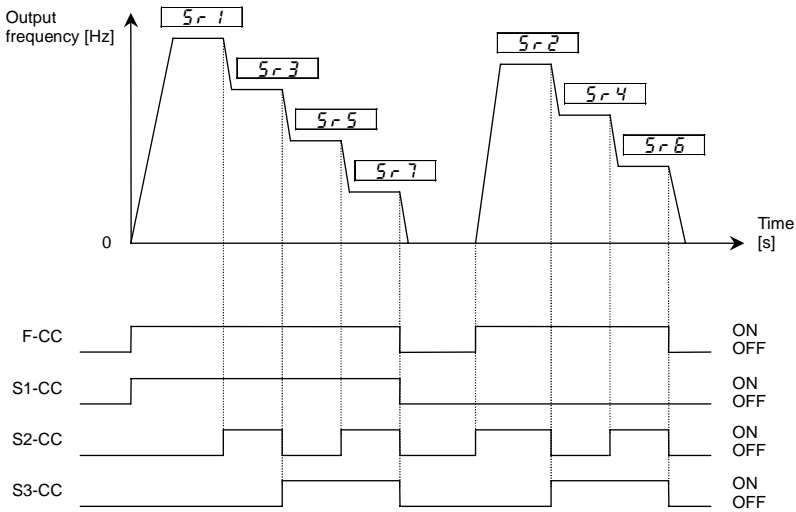 Output
frequency [Hz]
Sr1
Sr3
Sr5
Sr7
Sr2
Sr4
Sr6
0
Time
[s]
F-CC
ON
OFF
S1-CC
ON
OFF
S2-CC
ON
OFF
S3-CC
ON
OFF